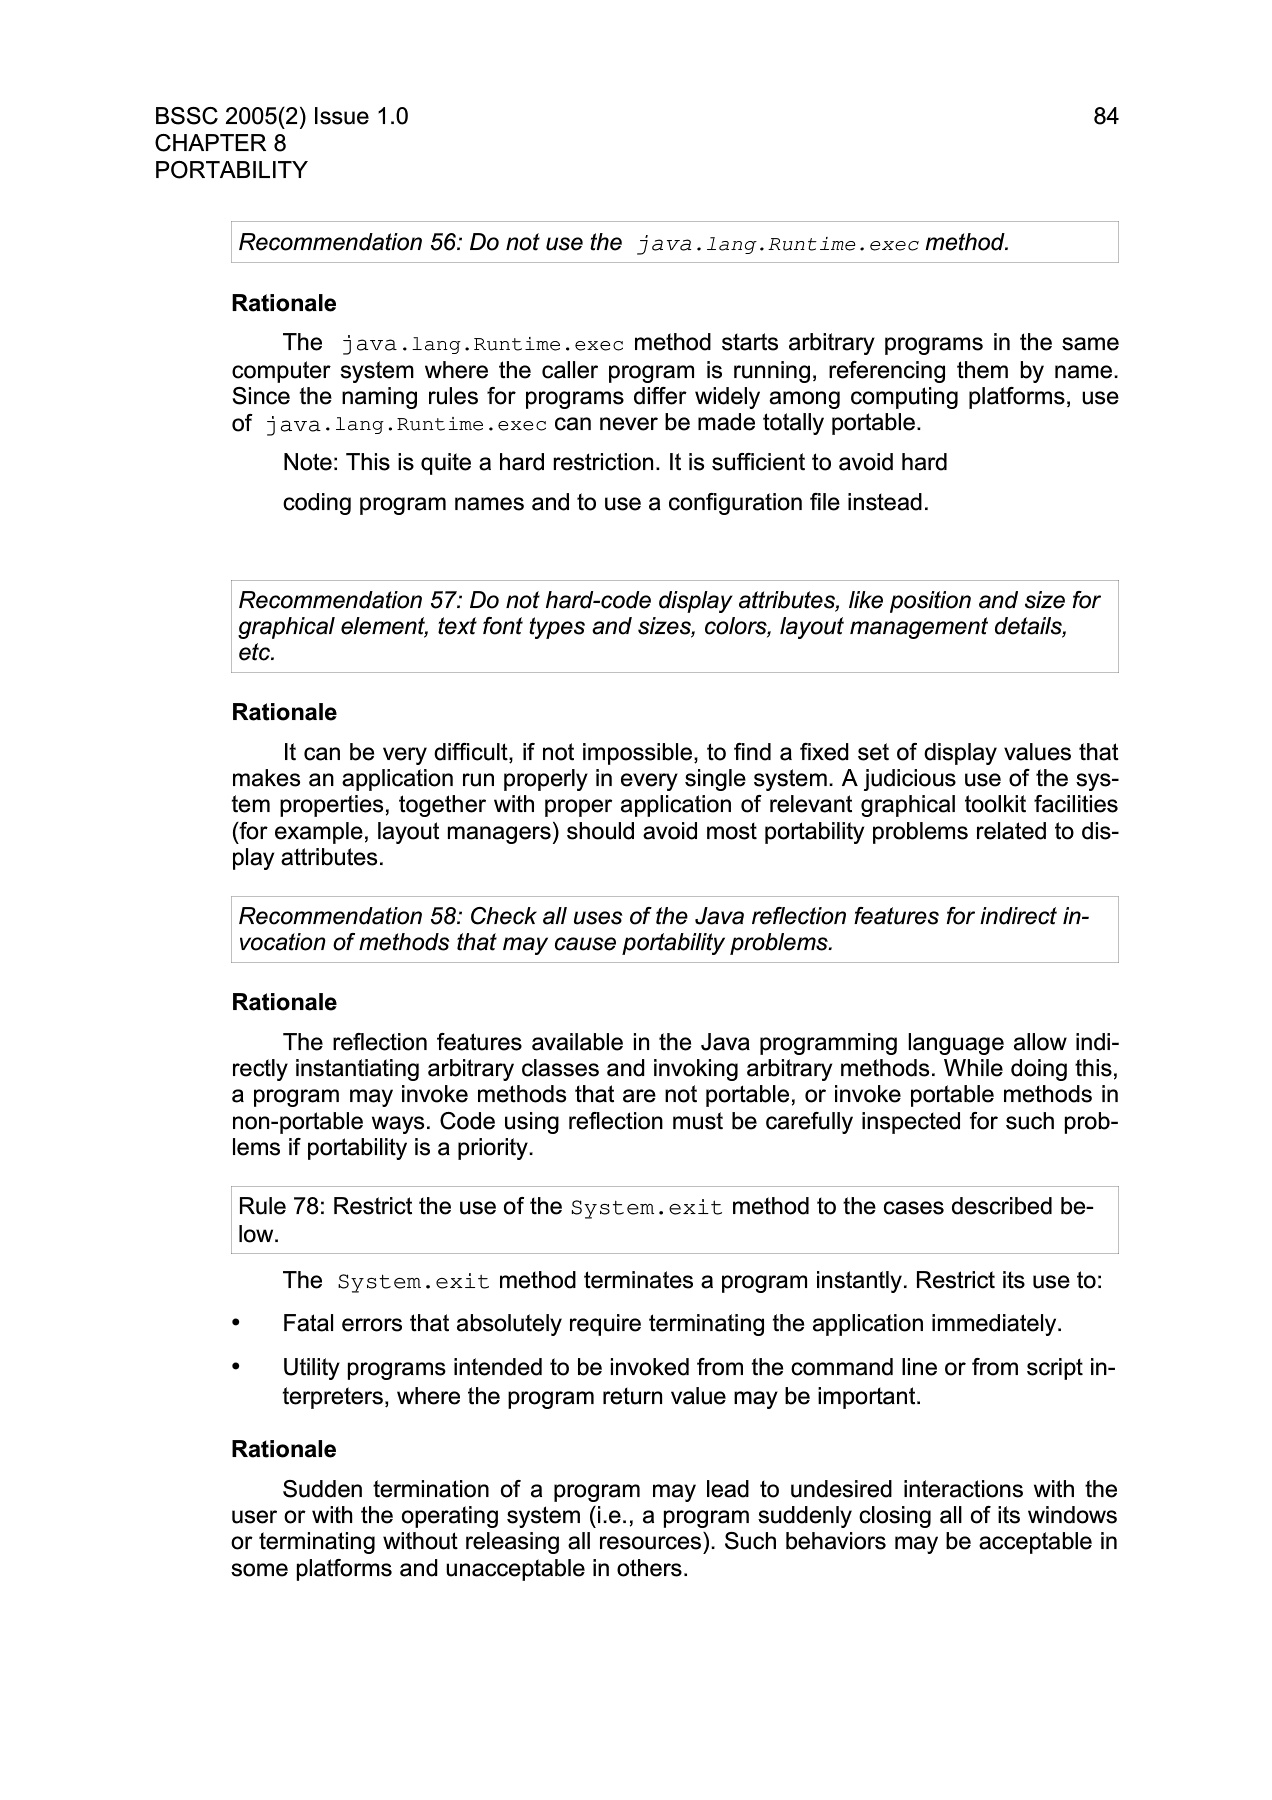 BSSC 2005(2) Issue 1.0 84
CHAPTER 8
PORTABILITY
Recommendation 56: Do not use the java.lang.Runtime.exec method.
Rationale
The java.lang.Runtime.exec method starts arbitrary programs in the same
computer system where the caller program is running, referencing them by name.
Since the naming rules for programs differ widely among computing platforms, use
of java.lang.Runtime.exec can never be made totally portable.
Note: This is quite a hard restriction. It is sufficient to avoid hard
coding program names and to use a configuration file instead.
Recommendation 57: Do not hard-code display attributes, like position and size for
graphical element, text font types and sizes, colors, layout management details,
etc.
Rationale
It can be very difficult, if not impossible, to find a fixed set of display values that
makes an application run properly in every single system. A judicious use of the sys-
tem properties, together with proper application of relevant graphical toolkit facilities
(for example, layout managers) should avoid most portability problems related to dis-
play attributes.
Recommendation 58: Check all uses of the Java reflection features for indirect in-
vocation of methods that may cause portability problems.
Rationale
The reflection features available in the Java programming language allow indi-
rectly instantiating arbitrary classes and invoking arbitrary methods. While doing this,
a program may invoke methods that are not portable, or invoke portable methods in
non-portable ways. Code using reflection must be carefully inspected for such prob-
lems if portability is a priority.
Rule 78: Restrict the use of the System.exit method to the cases described be-
low.
The System.exit method terminates a program instantly. Restrict its use to:
• Fatal errors that absolutely require terminating the application immediately.
• Utility programs intended to be invoked from the command line or from script in-
terpreters, where the program return value may be important.
Rationale
Sudden termination of a program may lead to undesired interactions with the
user or with the operating system (i.e., a program suddenly closing all of its windows
or terminating without releasing all resources). Such behaviors may be acceptable in
some platforms and unacceptable in others.